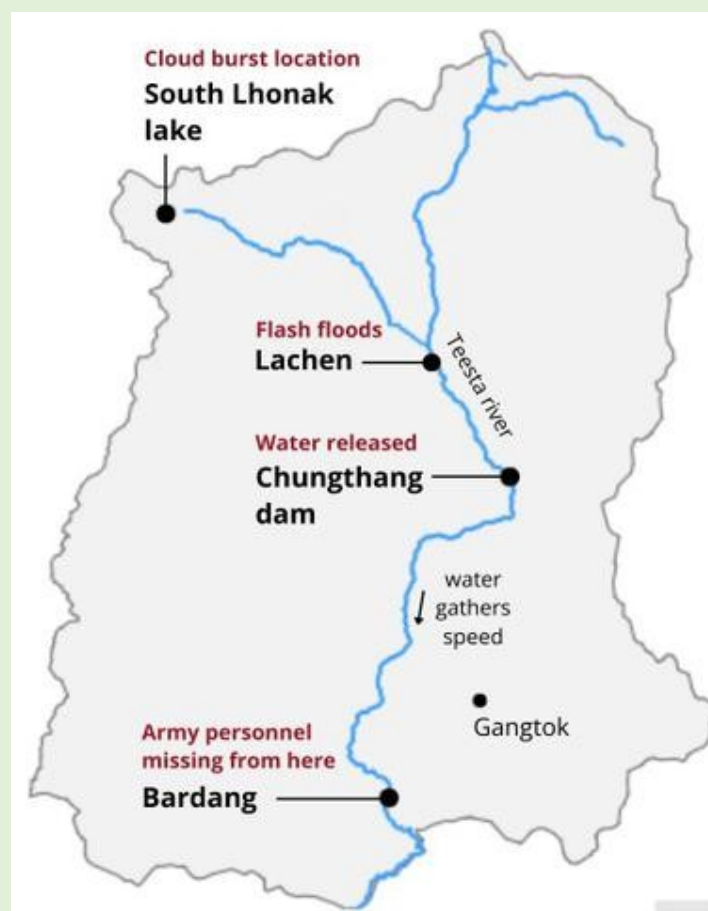 Cloud burst location
South Lhonak
lake
Flash floods
Lachen
Teesta river
Water released
Chungthang
dam
water
gathers
speed
Gangtok
Army personnel
missing from here
Bardang